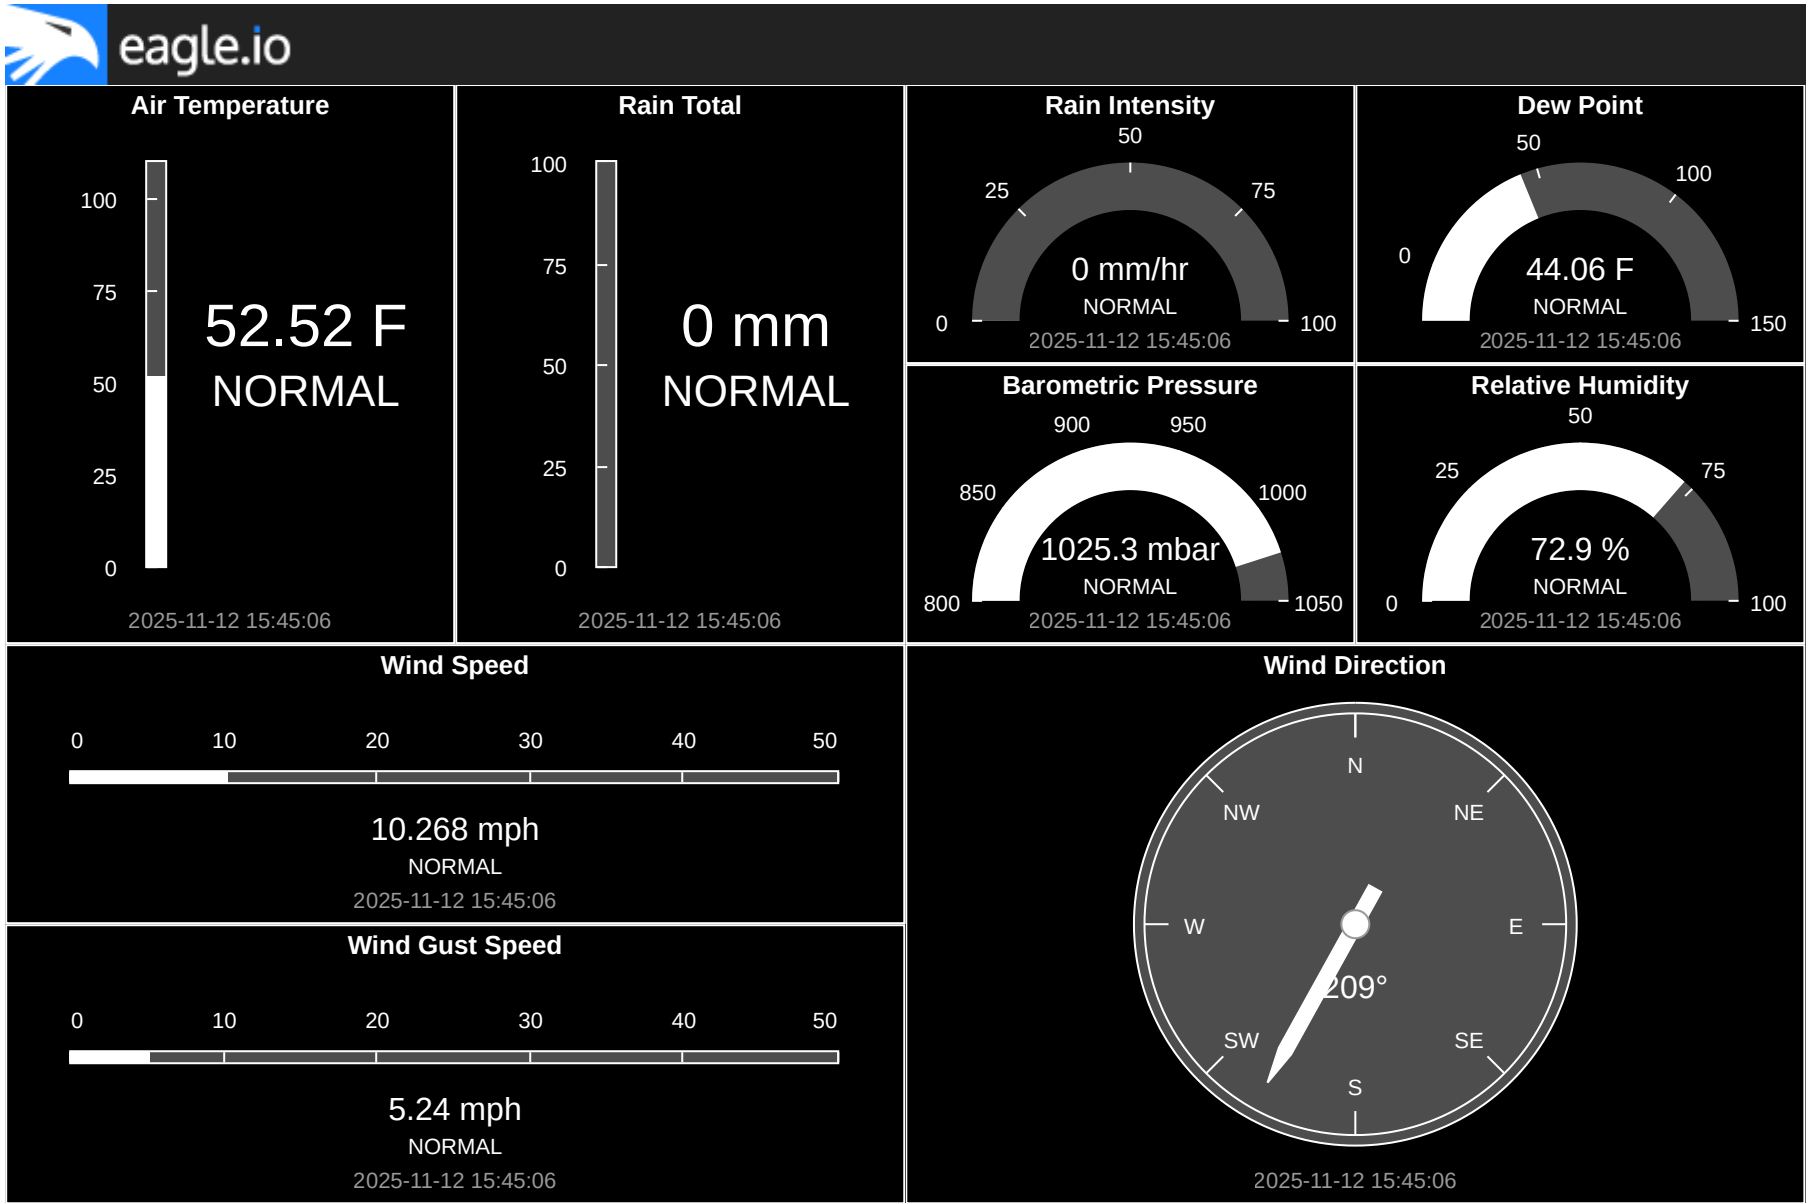 eagle.io
Air Temperature
100
75
50
25
0
52.52 F
NORMAL
2025-11-12 15:45:06
Rain Total
100
75
50
25
0
0 mm
NORMAL
2025-11-12 15:45:06
Rain Intensity
0
25
50
75
100
0 mm/hr
NORMAL
2025-11-12 15:45:06
Dew Point
0
50
100
150
44.06 F
NORMAL
2025-11-12 15:45:06
Barometric Pressure
800
850
900
950
1000
1050
1025.3 mbar
NORMAL
2025-11-12 15:45:06
Relative Humidity
0
25
50
75
100
72.9 %
NORMAL
2025-11-12 15:45:06
Wind Speed
0 10 20 30 40 50
10.268 mph
NORMAL
2025-11-12 15:45:06
Wind Gust Speed
0 10 20 30 40 50
5.24 mph
NORMAL
2025-11-12 15:45:06
Wind Direction
N
NW NE
W E
209°
SW SE
S
2025-11-12 15:45:06